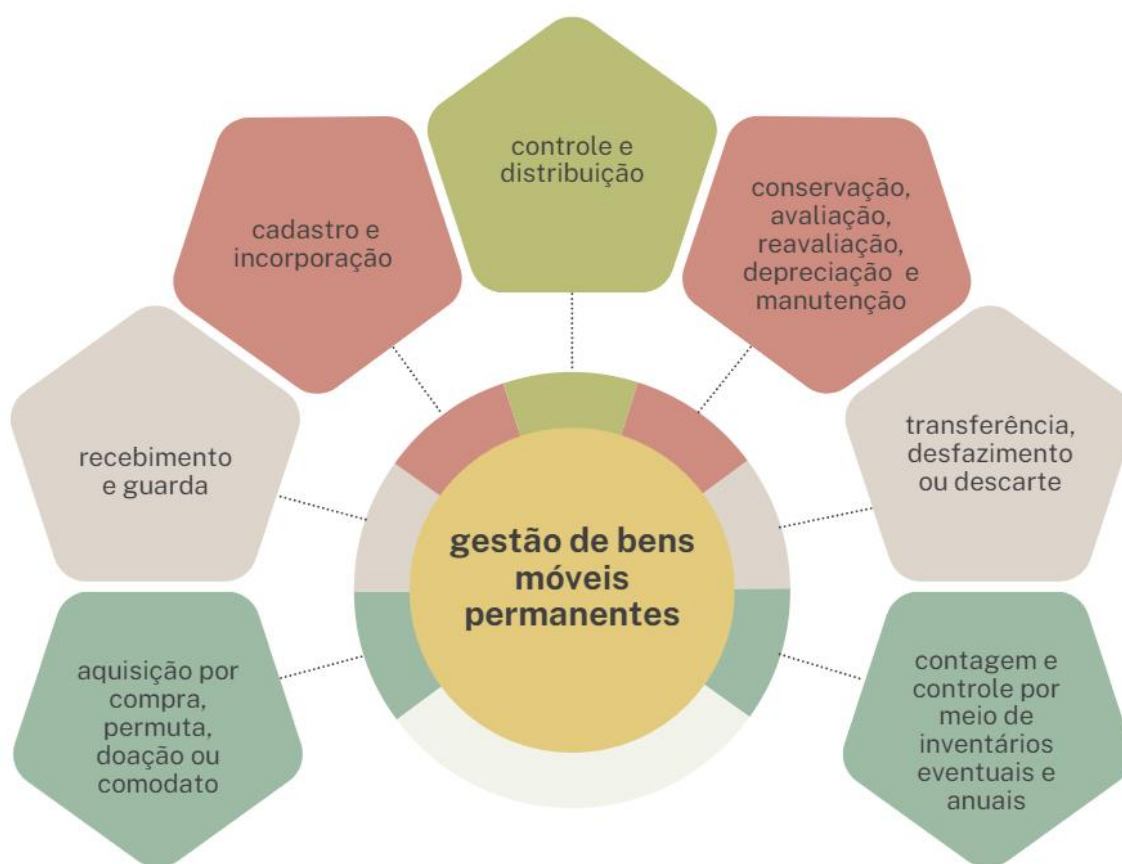 controle e
distribuição
cadastro e
incorporação
conservação,
avaliação,
reavaliação,
depreciação e
manutenção
recebimento
e guarda
transferência,
desfazimento
ou descarte
gestão de bens
móveis
permanentes
aquisição por
compra,
permuta,
doação ou
comodato
contagem e
controle por
meio de
inventários
eventuais e
anuais